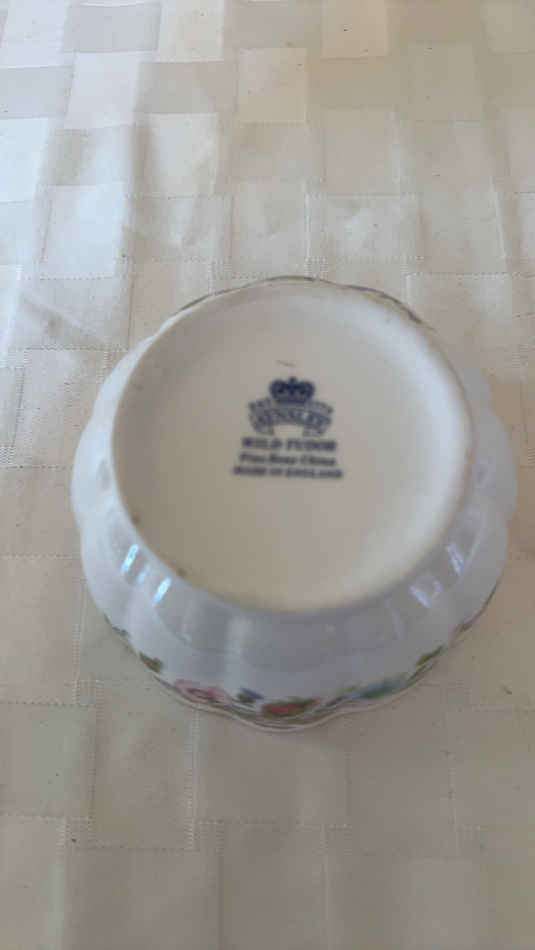 AYNSLEY
WILD TUDOR
Fine Bone China
MADE IN ENGLAND